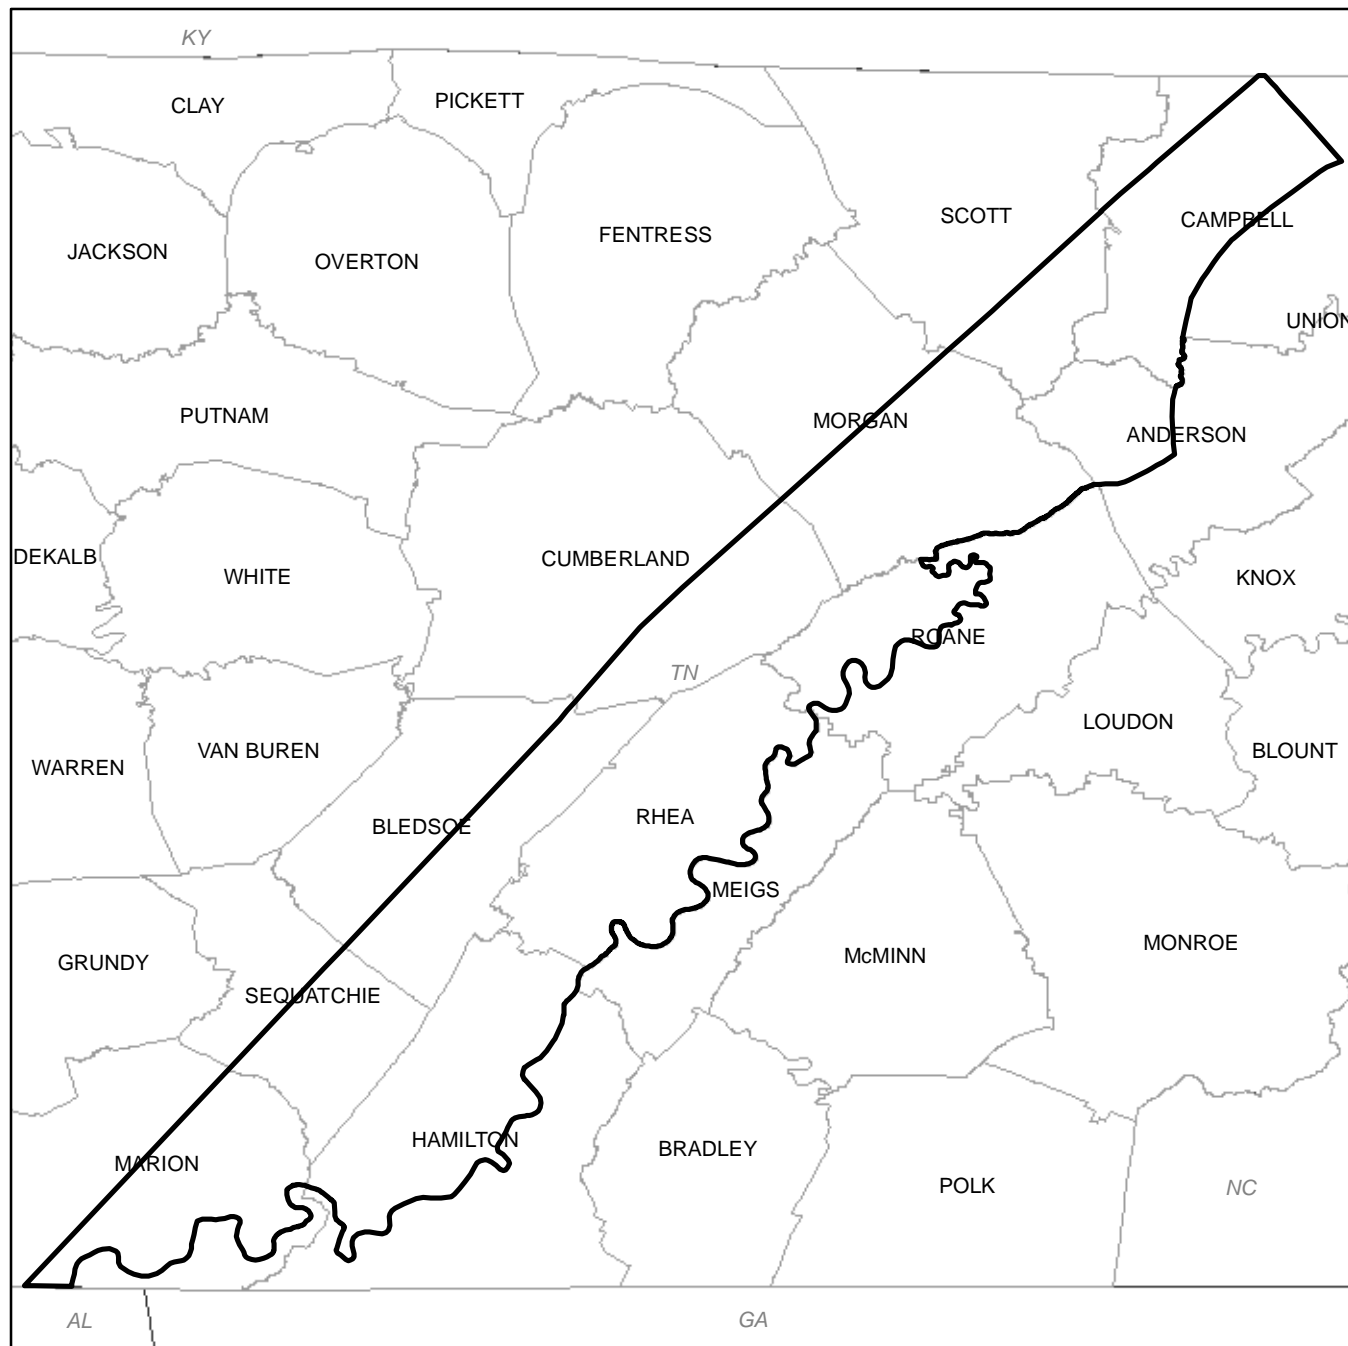 KY
CLAY
PICKETT
SCOTT
CAMPBELL
FENTRESS
JACKSON
OVERTON
UNION
PUTNAM
MORGAN
ANDERSON
DEKALB
WHITE
CUMBERLAND
KNOX
ROANE
TN
LOUDON
WARREN
VAN BUREN
BLOUNT
RHEA
BLEDSOE
MEIGS
GRUNDY
McMINN
MONROE
SEQUATCHIE
HAMILTON
MARION
BRADLEY
POLK
NC
AL
GA